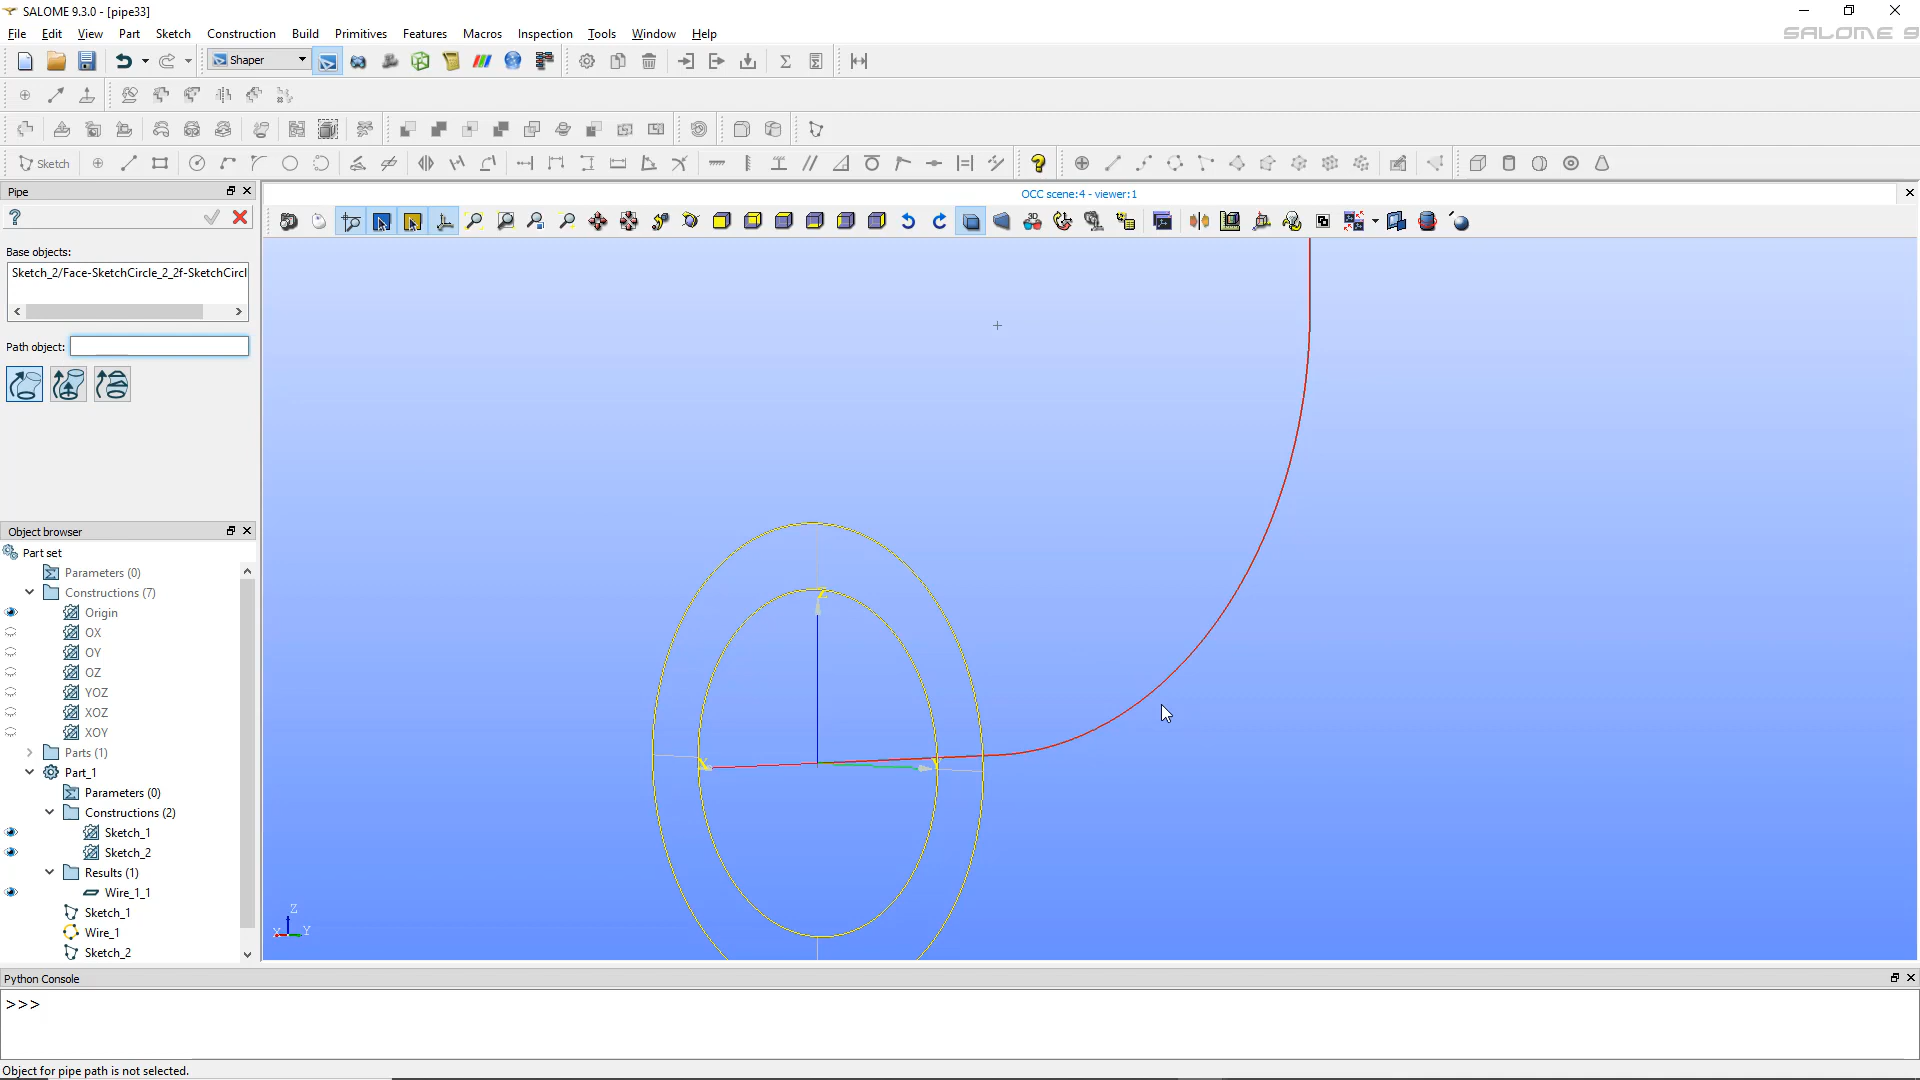 SALOME 9.3.0 - [pipe33]
File Edit View Part Sketch Construction Build Primitives Features Macros Inspection Tools Window Help
SALOME 9
Shaper
Sketch
Pipe
OCC scene:4 - viewer:1
Base objects:
Sketch_2/Face-SketchCircle_2_2f-SketchCircl
Path object:
Object browser
Part set
Parameters (0)
Constructions (7)
Origin
OX
OY
OZ
YOZ
XOZ
XOY
Parts (1)
Part_1
Parameters (0)
Constructions (2)
Sketch_1
Sketch_2
Results (1)
Wire_1_1
Sketch_1
Wire_1
Sketch_2
Z
X
Y
Z
X
Y
Python Console
>>>
Object for pipe path is not selected.